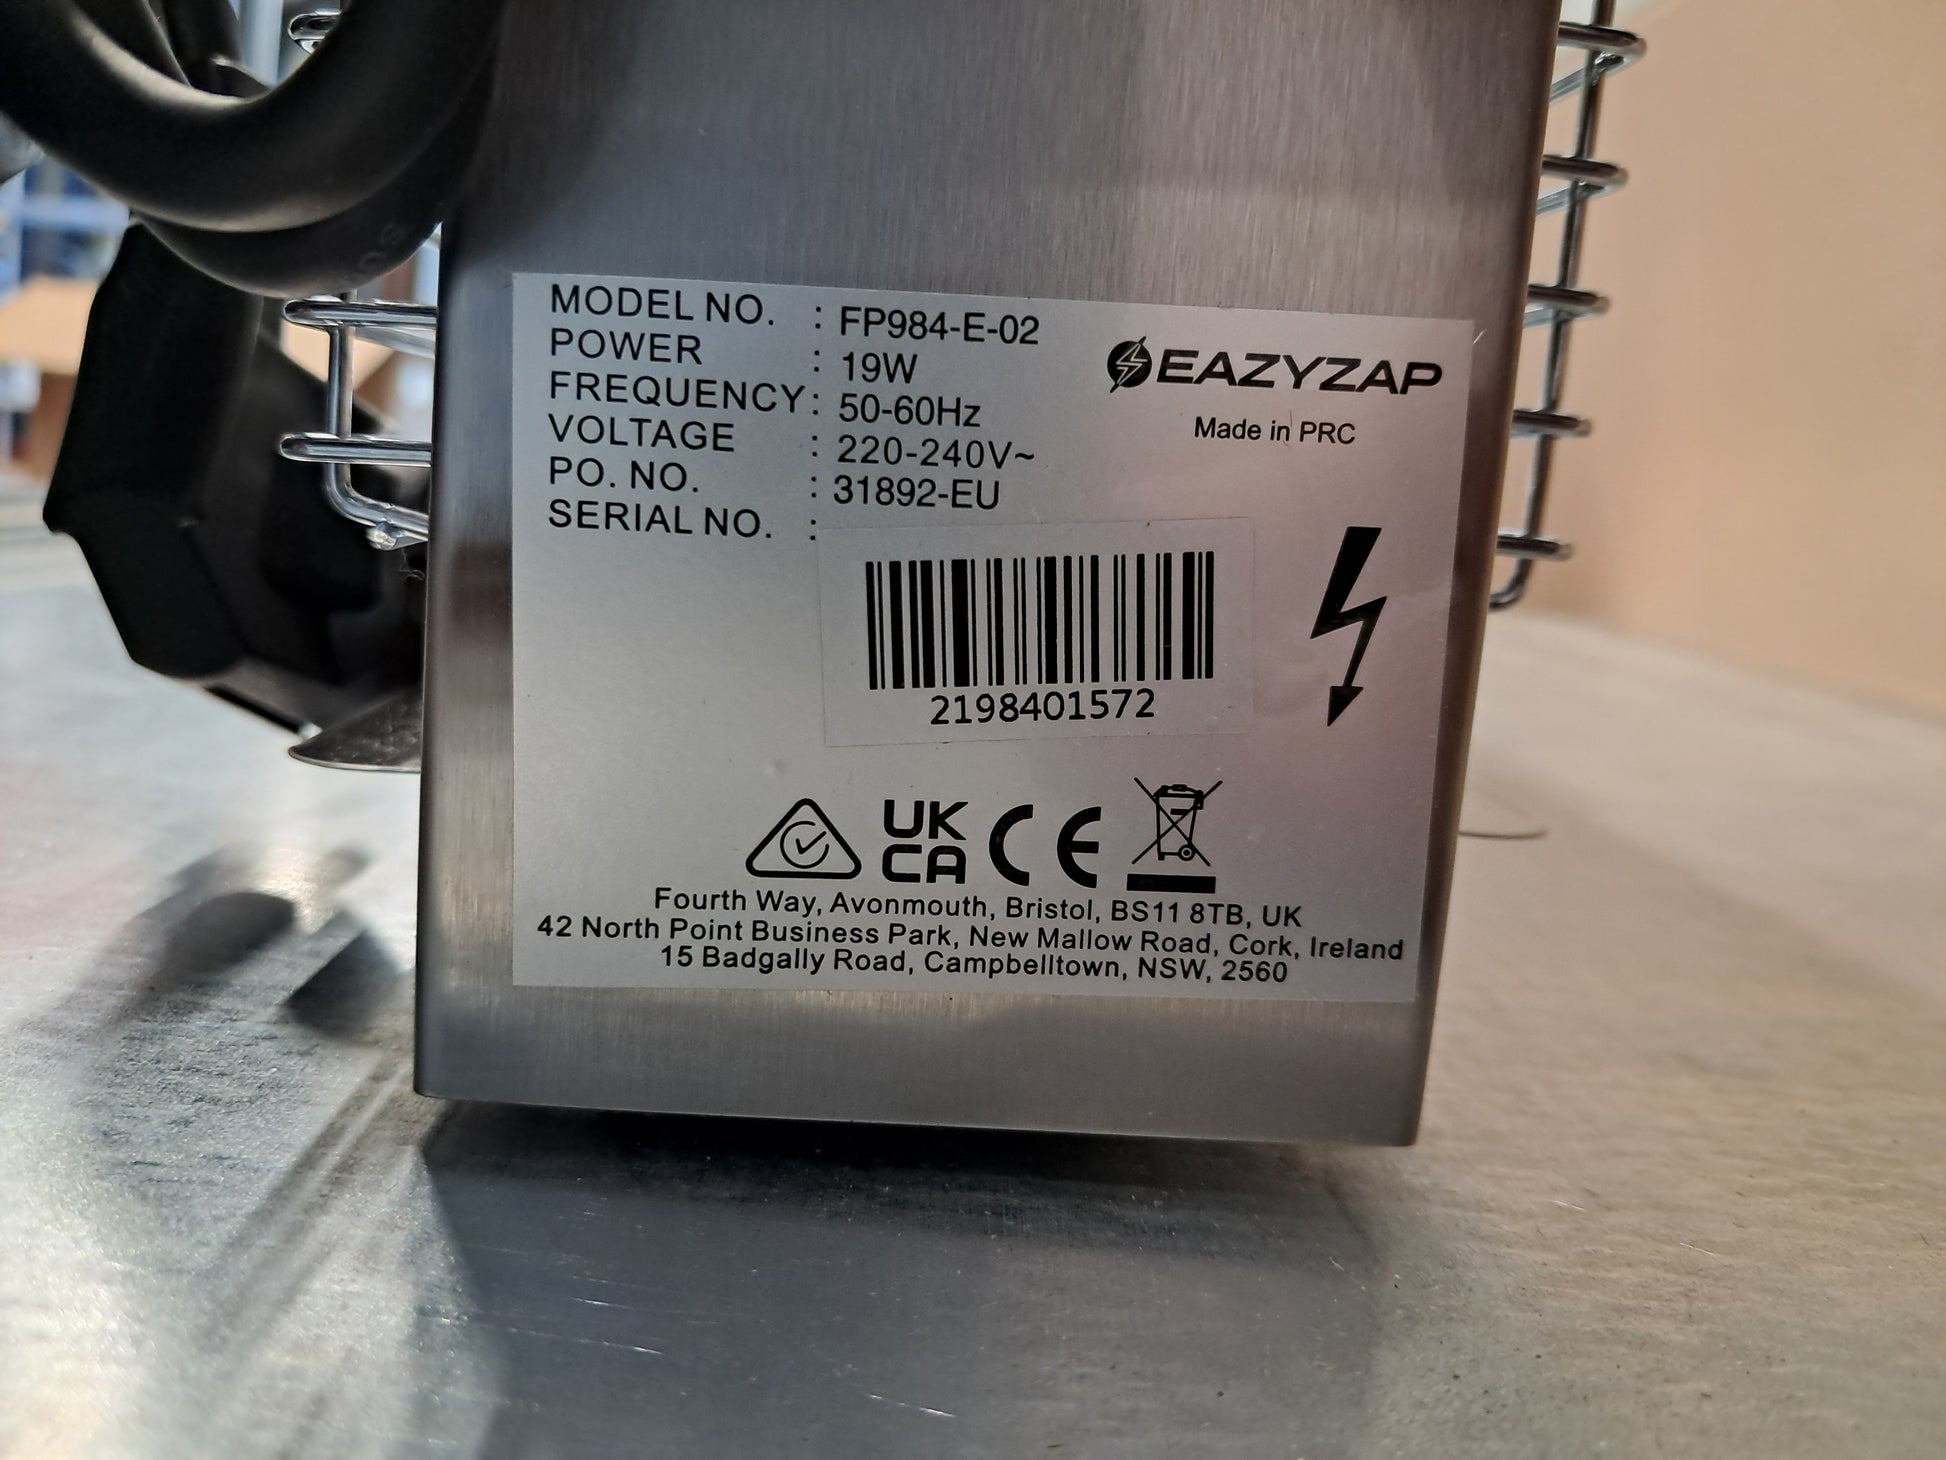 MODEL NO. : FP984-E-02
POWER : 19W
FREQUENCY : 50-60Hz
VOLTAGE : 220-240V~
PO. NO. : 31892-EU
SERIAL NO. :
EAZYZAP
Made in PRC
2198401572
UK
CA
CE
Fourth Way, Avonmouth, Bristol, BS11 8TB, UK
42 North Point Business Park, New Mallow Road, Cork, Ireland
15 Badgally Road, Campbelltown, NSW, 2560